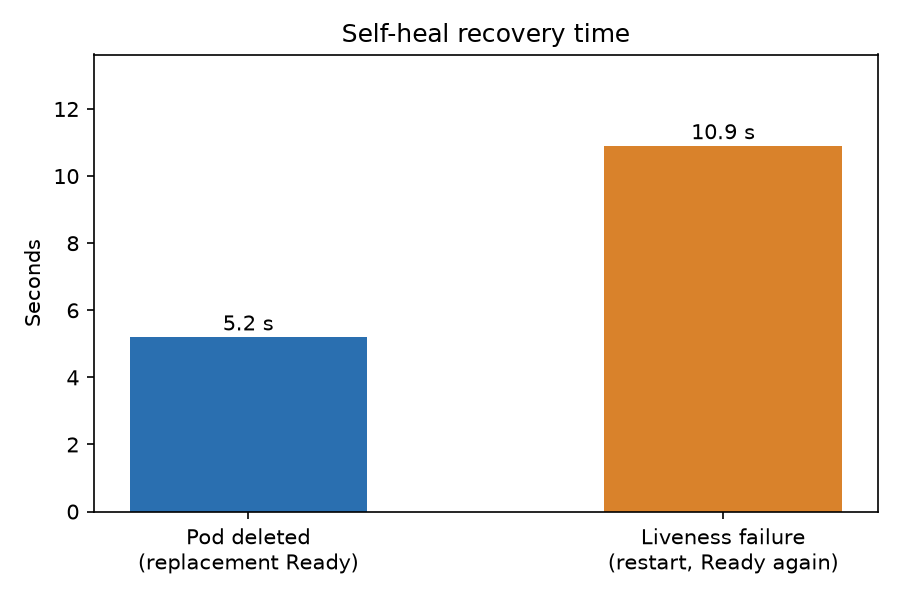 Self-heal recovery time
Seconds
12
10
8
6
4
2
0
5.2 s
10.9 s
Pod deleted
(replacement Ready)
Liveness failure
(restart, Ready again)